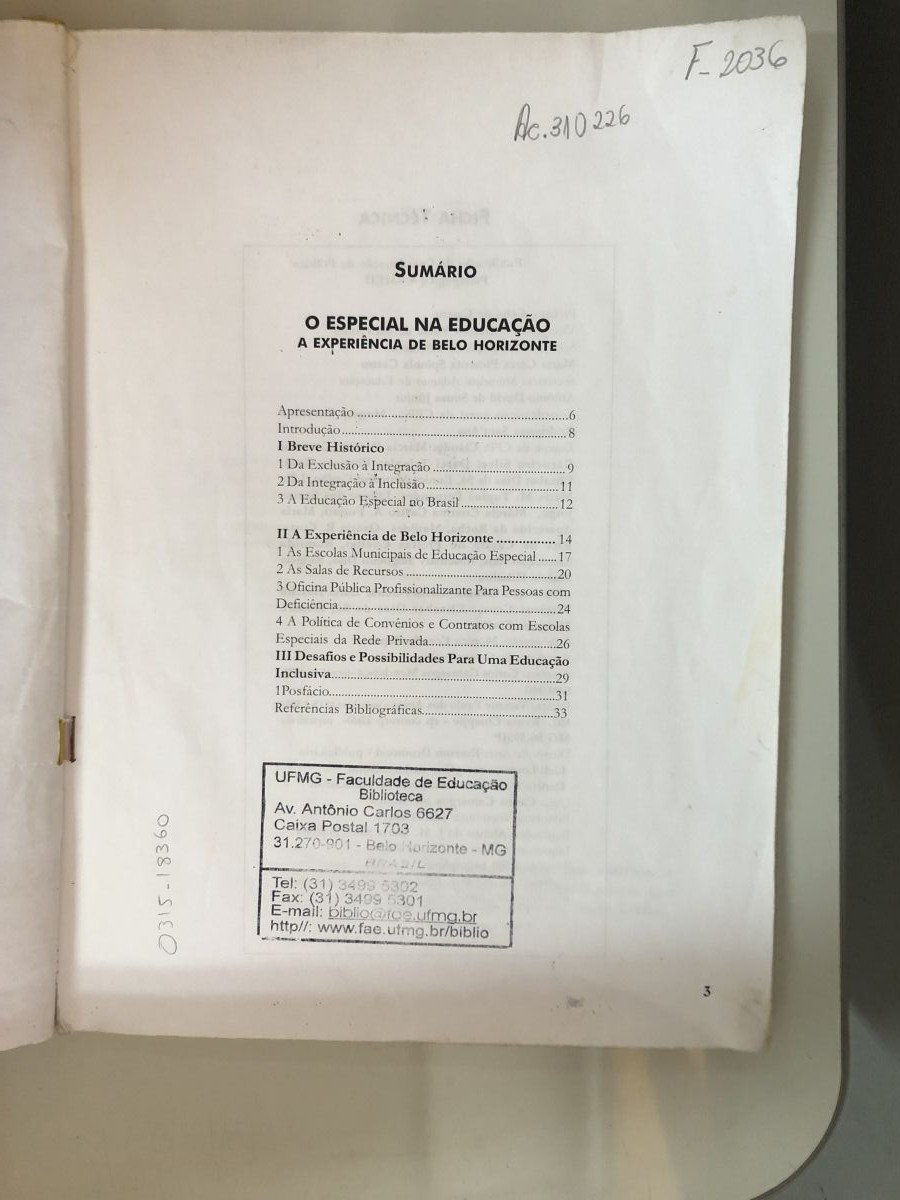 F_ 2036
Ac. 310226
SUMÁRIO
O ESPECIAL NA EDUCAÇÃO
A EXPERIÊNCIA DE BELO HORIZONTE
Apresentação ............................................................6
Introdução.................................................................8
I Breve Histórico
1 Da Exclusão à Integração ....................................9
2 Da Integração à Inclusão....................................11
3 A Educação Especial no Brasil..........................12
II A Experiência de Belo Horizonte ................ 14
1 As Escolas Municipais de Educação Especial ......17
2 As Salas de Recursos .........................................20
3 Oficina Pública Profissionalizante Para Pessoas com
Deficiência...........................................................24
4 A Política de Convênios e Contratos com Escolas
Especiais da Rede Privada...................................26
III Desafios e Possibilidades Para Uma Educação
Inclusiva..............................................................29
1Posfácio..............................................................31
Referências Bibliográficas....................................33
UFMG - Faculdade de Educação
Biblioteca
Av. Antônio Carlos 6627
Caixa Postal 1703
31.270-901 - Belo Horizonte - MG
BRASIL
Tel: (31) 3499 5302
Fax: (31) 3499 5301
E-mail: biblio@fae.ufmg.br
http//: www.fae.ufmg.br/biblio
0315-18360
3